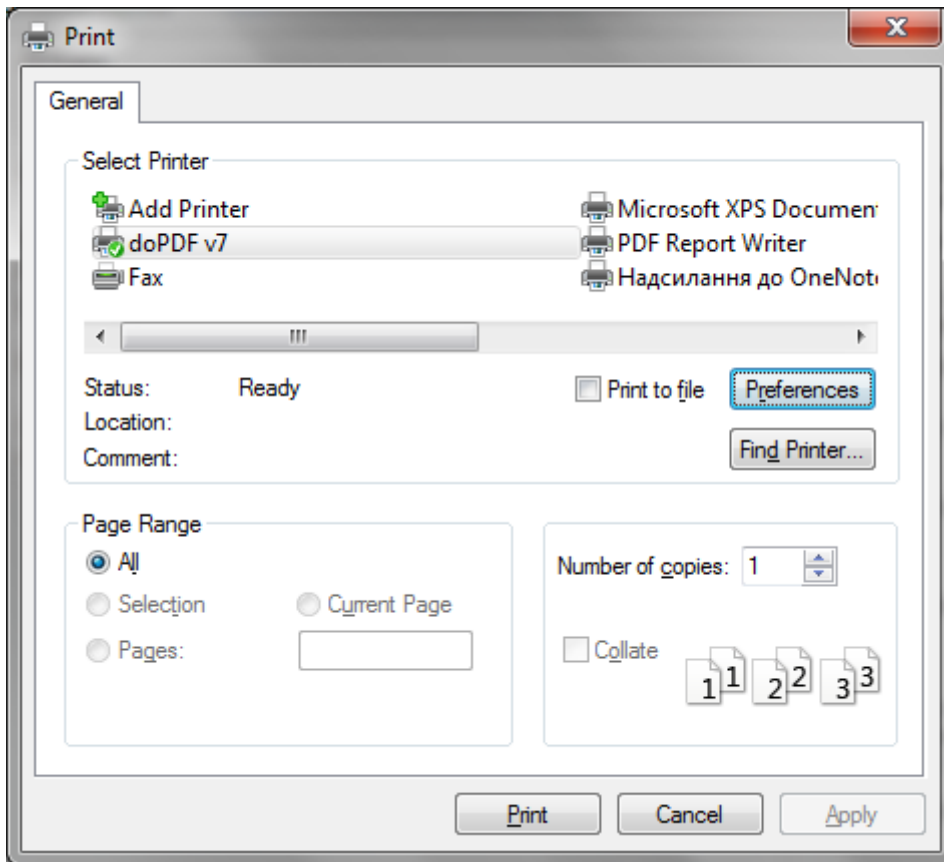 Print
General
Select Printer
Add Printer
doPDF v7
Fax
Microsoft XPS Documen
PDF Report Writer
Надсилання до OneNot
Status: Ready
Location:
Comment:
Print to file
Preferences
Find Printer...
Page Range
All
Selection
Current Page
Pages:
Number of copies: 1
Collate
1 1 2 2 3 3
Print
Cancel
Apply